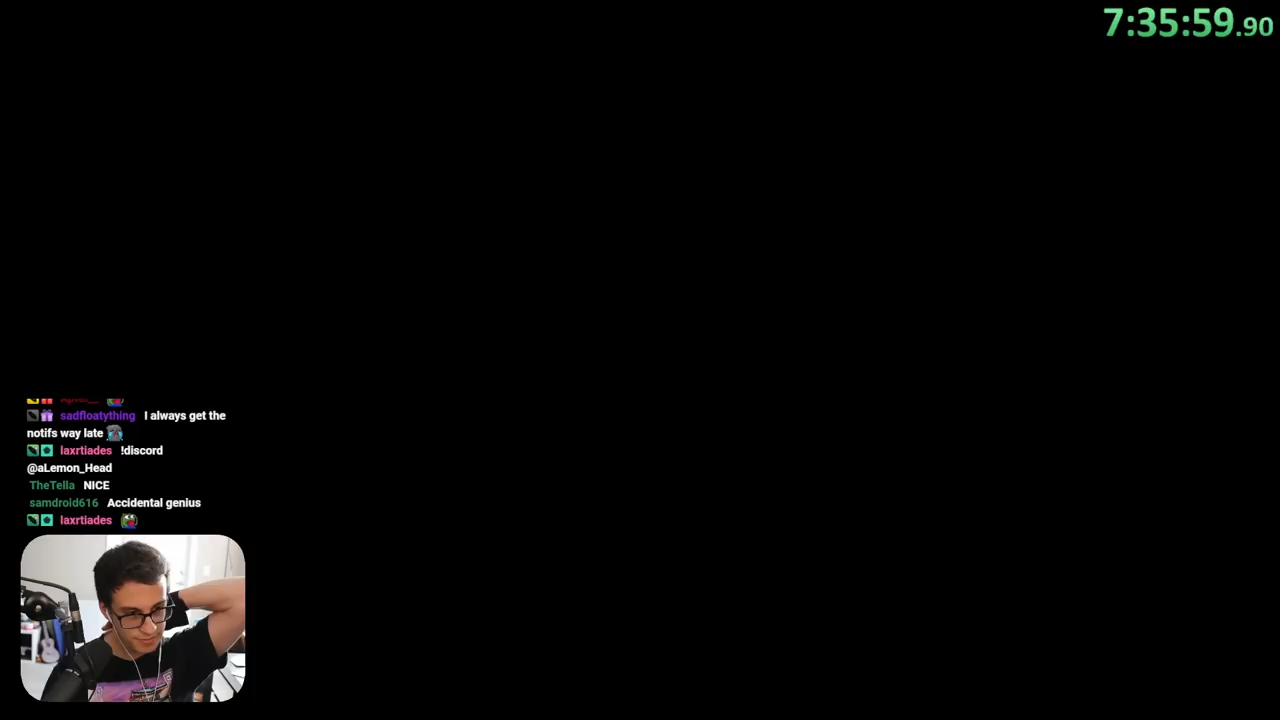 7:35:59.90
sadfloatything I always get the
notifs way late
laxrtiades !discord
@aLemon_Head
TheTella NICE
samdroid616 Accidental genius
laxrtiades